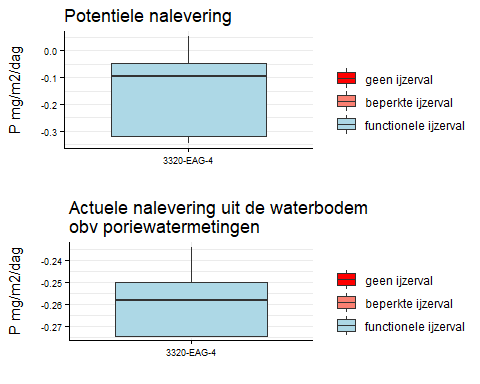 Potentiele nalevering
P mg/m2/dag
0.0
-0.1
-0.2
-0.3
3320-EAG-4
geen ijzerval
beperkte ijzerval
functionele ijzerval
Actuele nalevering uit de waterbodem
obv poriewatermetingen
P mg/m2/dag
-0.24
-0.25
-0.26
-0.27
3320-EAG-4
geen ijzerval
beperkte ijzerval
functionele ijzerval